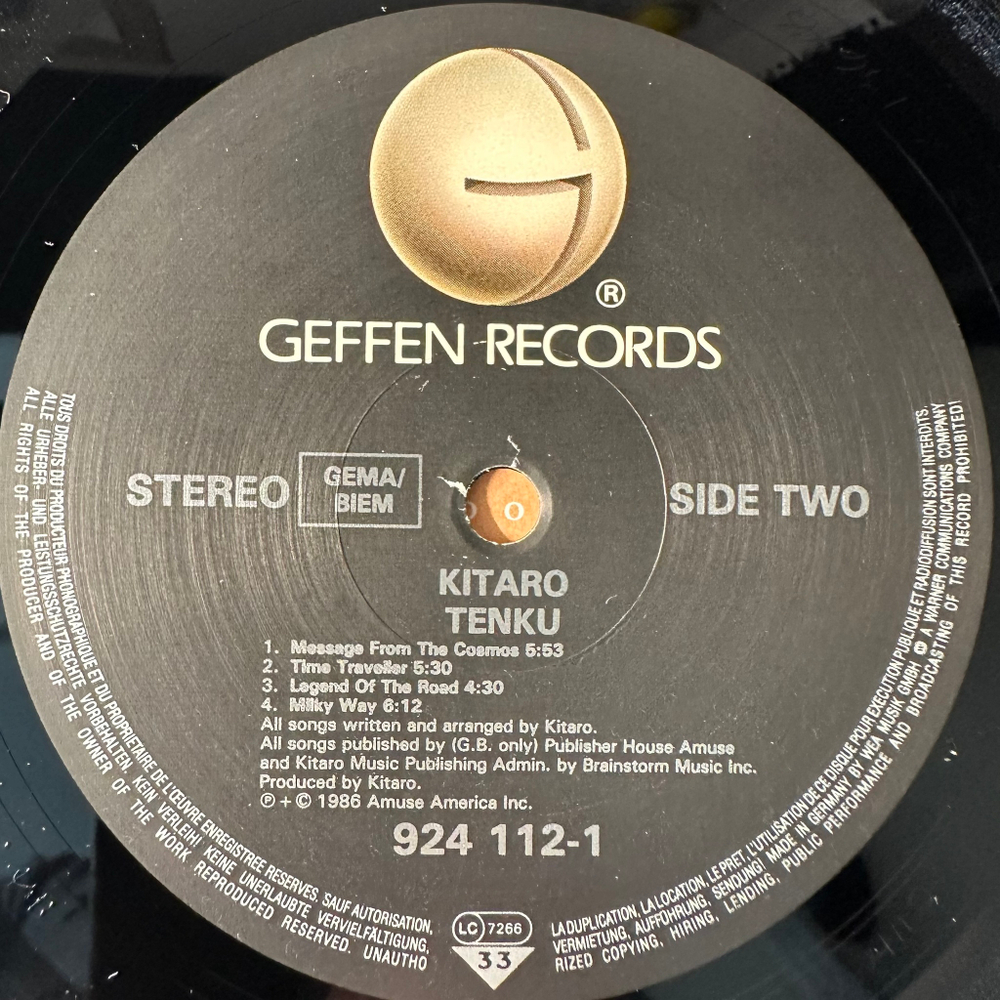 ®
GEFFEN RECORDS
STEREO
GEMA/
BIEM
SIDE TWO
KITARO
TENKU
1. Message From The Cosmos 5:53
2. Time Traveller 5:30
3. Legend Of The Road 4:30
4. Milky Way 6:12
All songs written and arranged by Kitaro.
All songs published by (G.B. only) Publisher House Amuse
and Kitaro Music Publishing Admin. by Brainstorm Music Inc.
Produced by Kitaro.
℗ + © 1986 Amuse America Inc.
924 112-1
LC 7266
33
TOUS DROITS DU PRODUCTEUR PHONOGRAPHIQUE ET DU PROPRIETAIRE DE L'ŒUVRE ENREGISTREE RESERVES. SAUF AUTORISATION, LA DUPLICATION, LA LOCATION, LE PRET, L'UTILISATION DE CE DISQUE POUR EXECUTION PUBLIQUE ET RADIODIFFUSION SONT INTERDITS.
ALLE URHEBER- UND LEISTUNGSSCHUTZRECHTE VORBEHALTEN. KEIN VERLEIH! KEINE UNERLAUBTE VERVIELFÄLTIGUNG, VERMIETUNG, AUFFÜHRUNG, SENDUNG! MADE IN GERMANY BY WEA MUSIK GMBH A WARNER COMMUNICATIONS COMPANY
ALL RIGHTS OF THE PRODUCER AND OF THE OWNER OF THE WORK REPRODUCED RESERVED. UNAUTHORIZED COPYING, HIRING, LENDING, PUBLIC PERFORMANCE AND BROADCASTING OF THIS RECORD PROHIBITED!